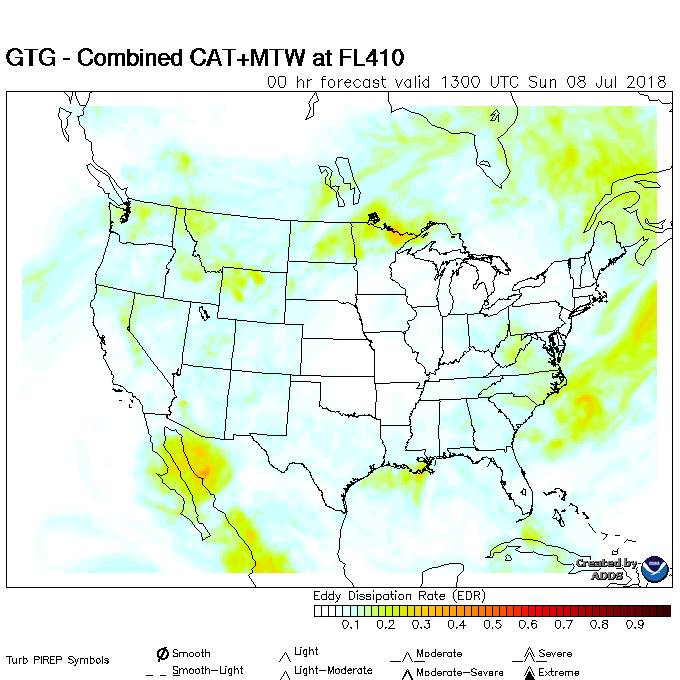 GTG - Combined CAT+MTW at FL410
00 hr forecast valid 1300 UTC Sun 08 Jul 2018
Created by
ADDS
Eddy Dissipation Rate (EDR)
0.1 0.2 0.3 0.4 0.5 0.6 0.7 0.8 0.9
Turb PIREP Symbols
Smooth
Smooth-Light
Light
Light-Moderate
Moderate
Moderate-Severe
Severe
Extreme